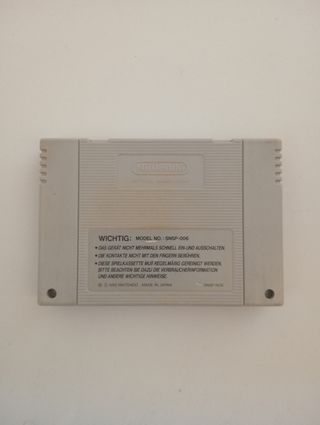 Nintendo
WICHTIG: MODEL NO.: SNSP-006
• DAS GERÄT NICHT MEHRMALS SCHNELL EIN-UND AUSSCHALTEN.
• DIE KONTAKTE NICHT MIT DEN FINGERN BERÜHREN.
• DIESE SPIELKASSETTE MUß REGELMÄßIG GEREINIGT WERDEN.
BITTE BEACHTEN SIE DAZU DIE VERBRAUCHERINFORMATION
UND ANDERE WICHTIGE HINWEISE.
NINTENDO MADE IN JAPAN